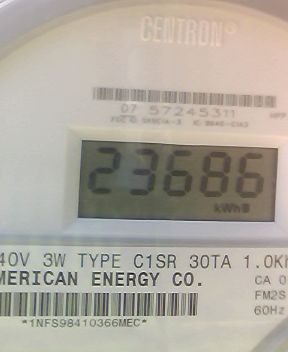 CENTRON®
07 57245311
23686
kWh
40V 3W TYPE C1SR 30TA 1.0Kh
MERICAN ENERGY CO.
CA 0
FM2S
60Hz
*1NFS98410366MEC*